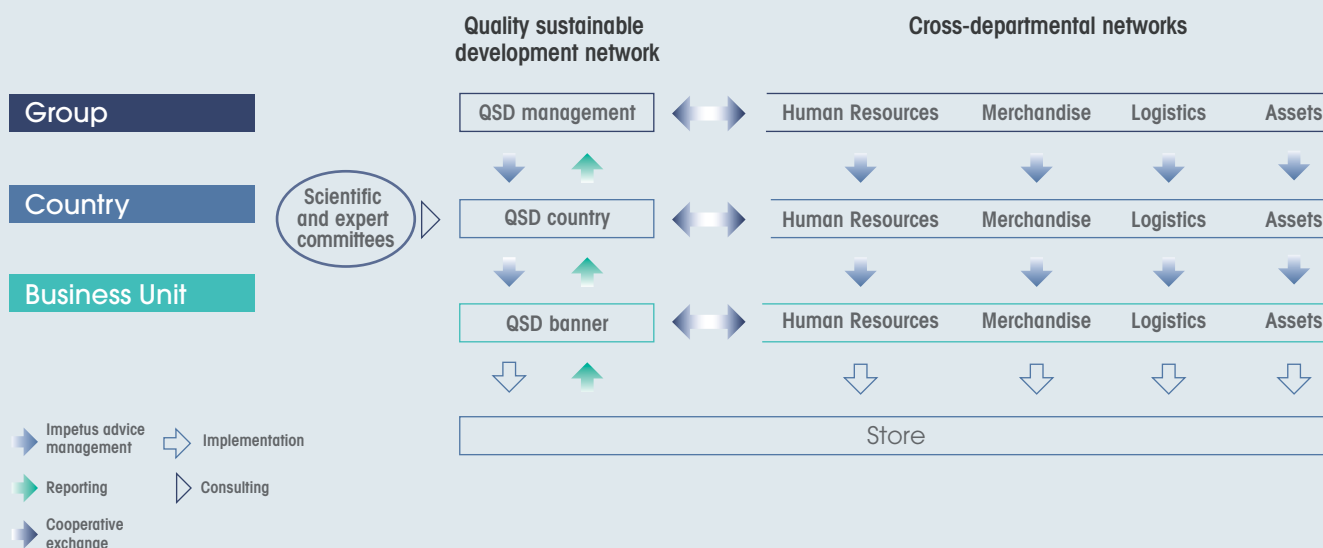 Quality sustainable
development network
Cross-departmental networks
Group
QSD management
Human Resources Merchandise Logistics Assets
Country
Scientific
and expert
committees
QSD country
Human Resources Merchandise Logistics Assets
Business Unit
QSD banner
Human Resources Merchandise Logistics Assets
Store
Impetus advice
management
Implementation
Reporting
Consulting
Cooperative
exchange